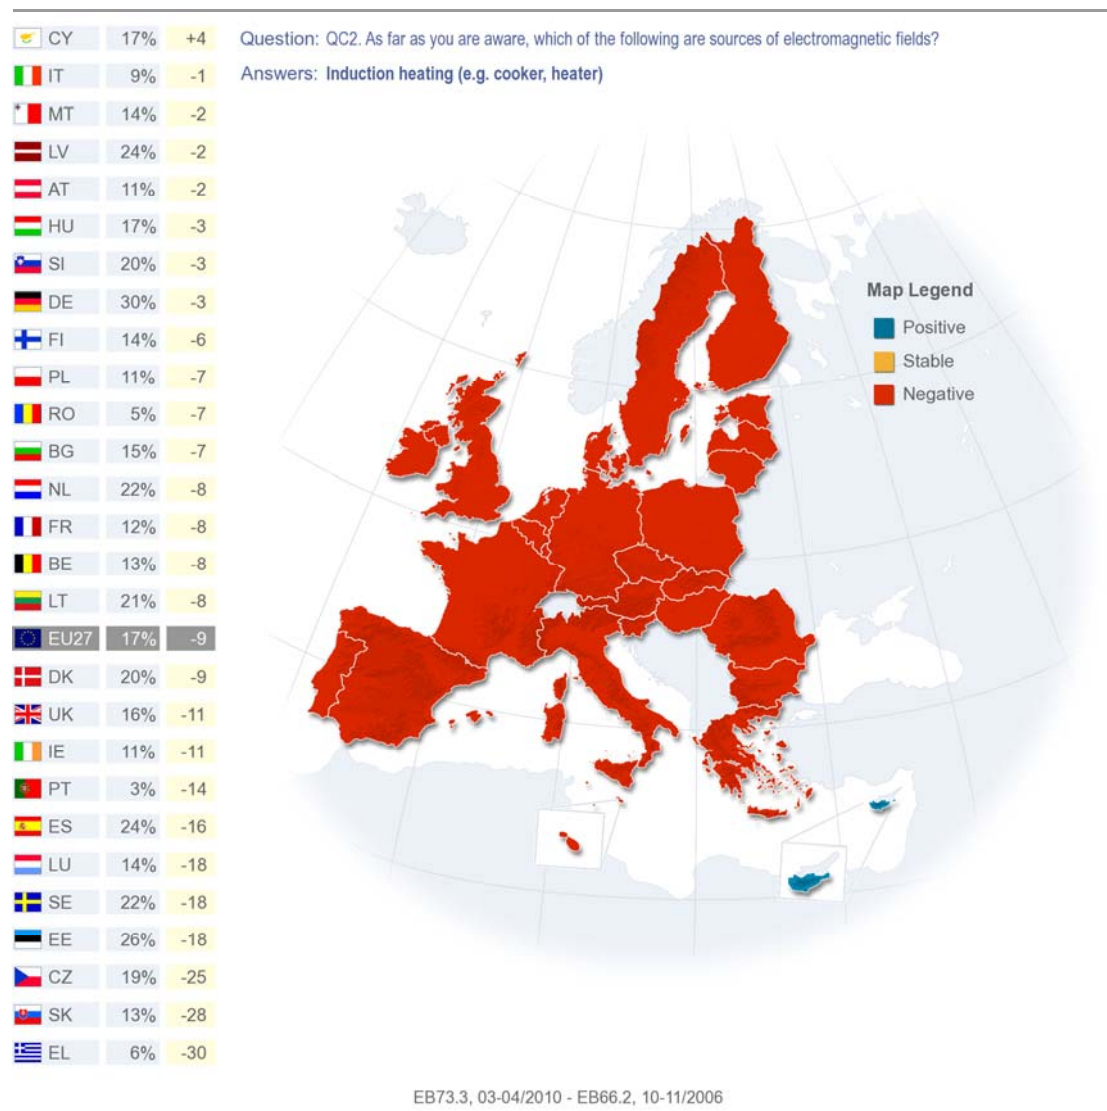 CY 17% +4
Question: QC2. As far as you are aware, which of the following are sources of electromagnetic fields?
IT 9% -1
Answers: Induction heating (e.g. cooker, heater)
MT 14% -2
LV 24% -2
AT 11% -2
HU 17% -3
SI 20% -3
DE 30% -3
FI 14% -6
PL 11% -7
RO 5% -7
BG 15% -7
NL 22% -8
FR 12% -8
BE 13% -8
LT 21% -8
EU27 17% -9
DK 20% -9
UK 16% -11
IE 11% -11
PT 3% -14
ES 24% -16
LU 14% -18
SE 22% -18
EE 26% -18
CZ 19% -25
SK 13% -28
EL 6% -30
Map Legend
Positive
Stable
Negative
EB73.3, 03-04/2010 - EB66.2, 10-11/2006